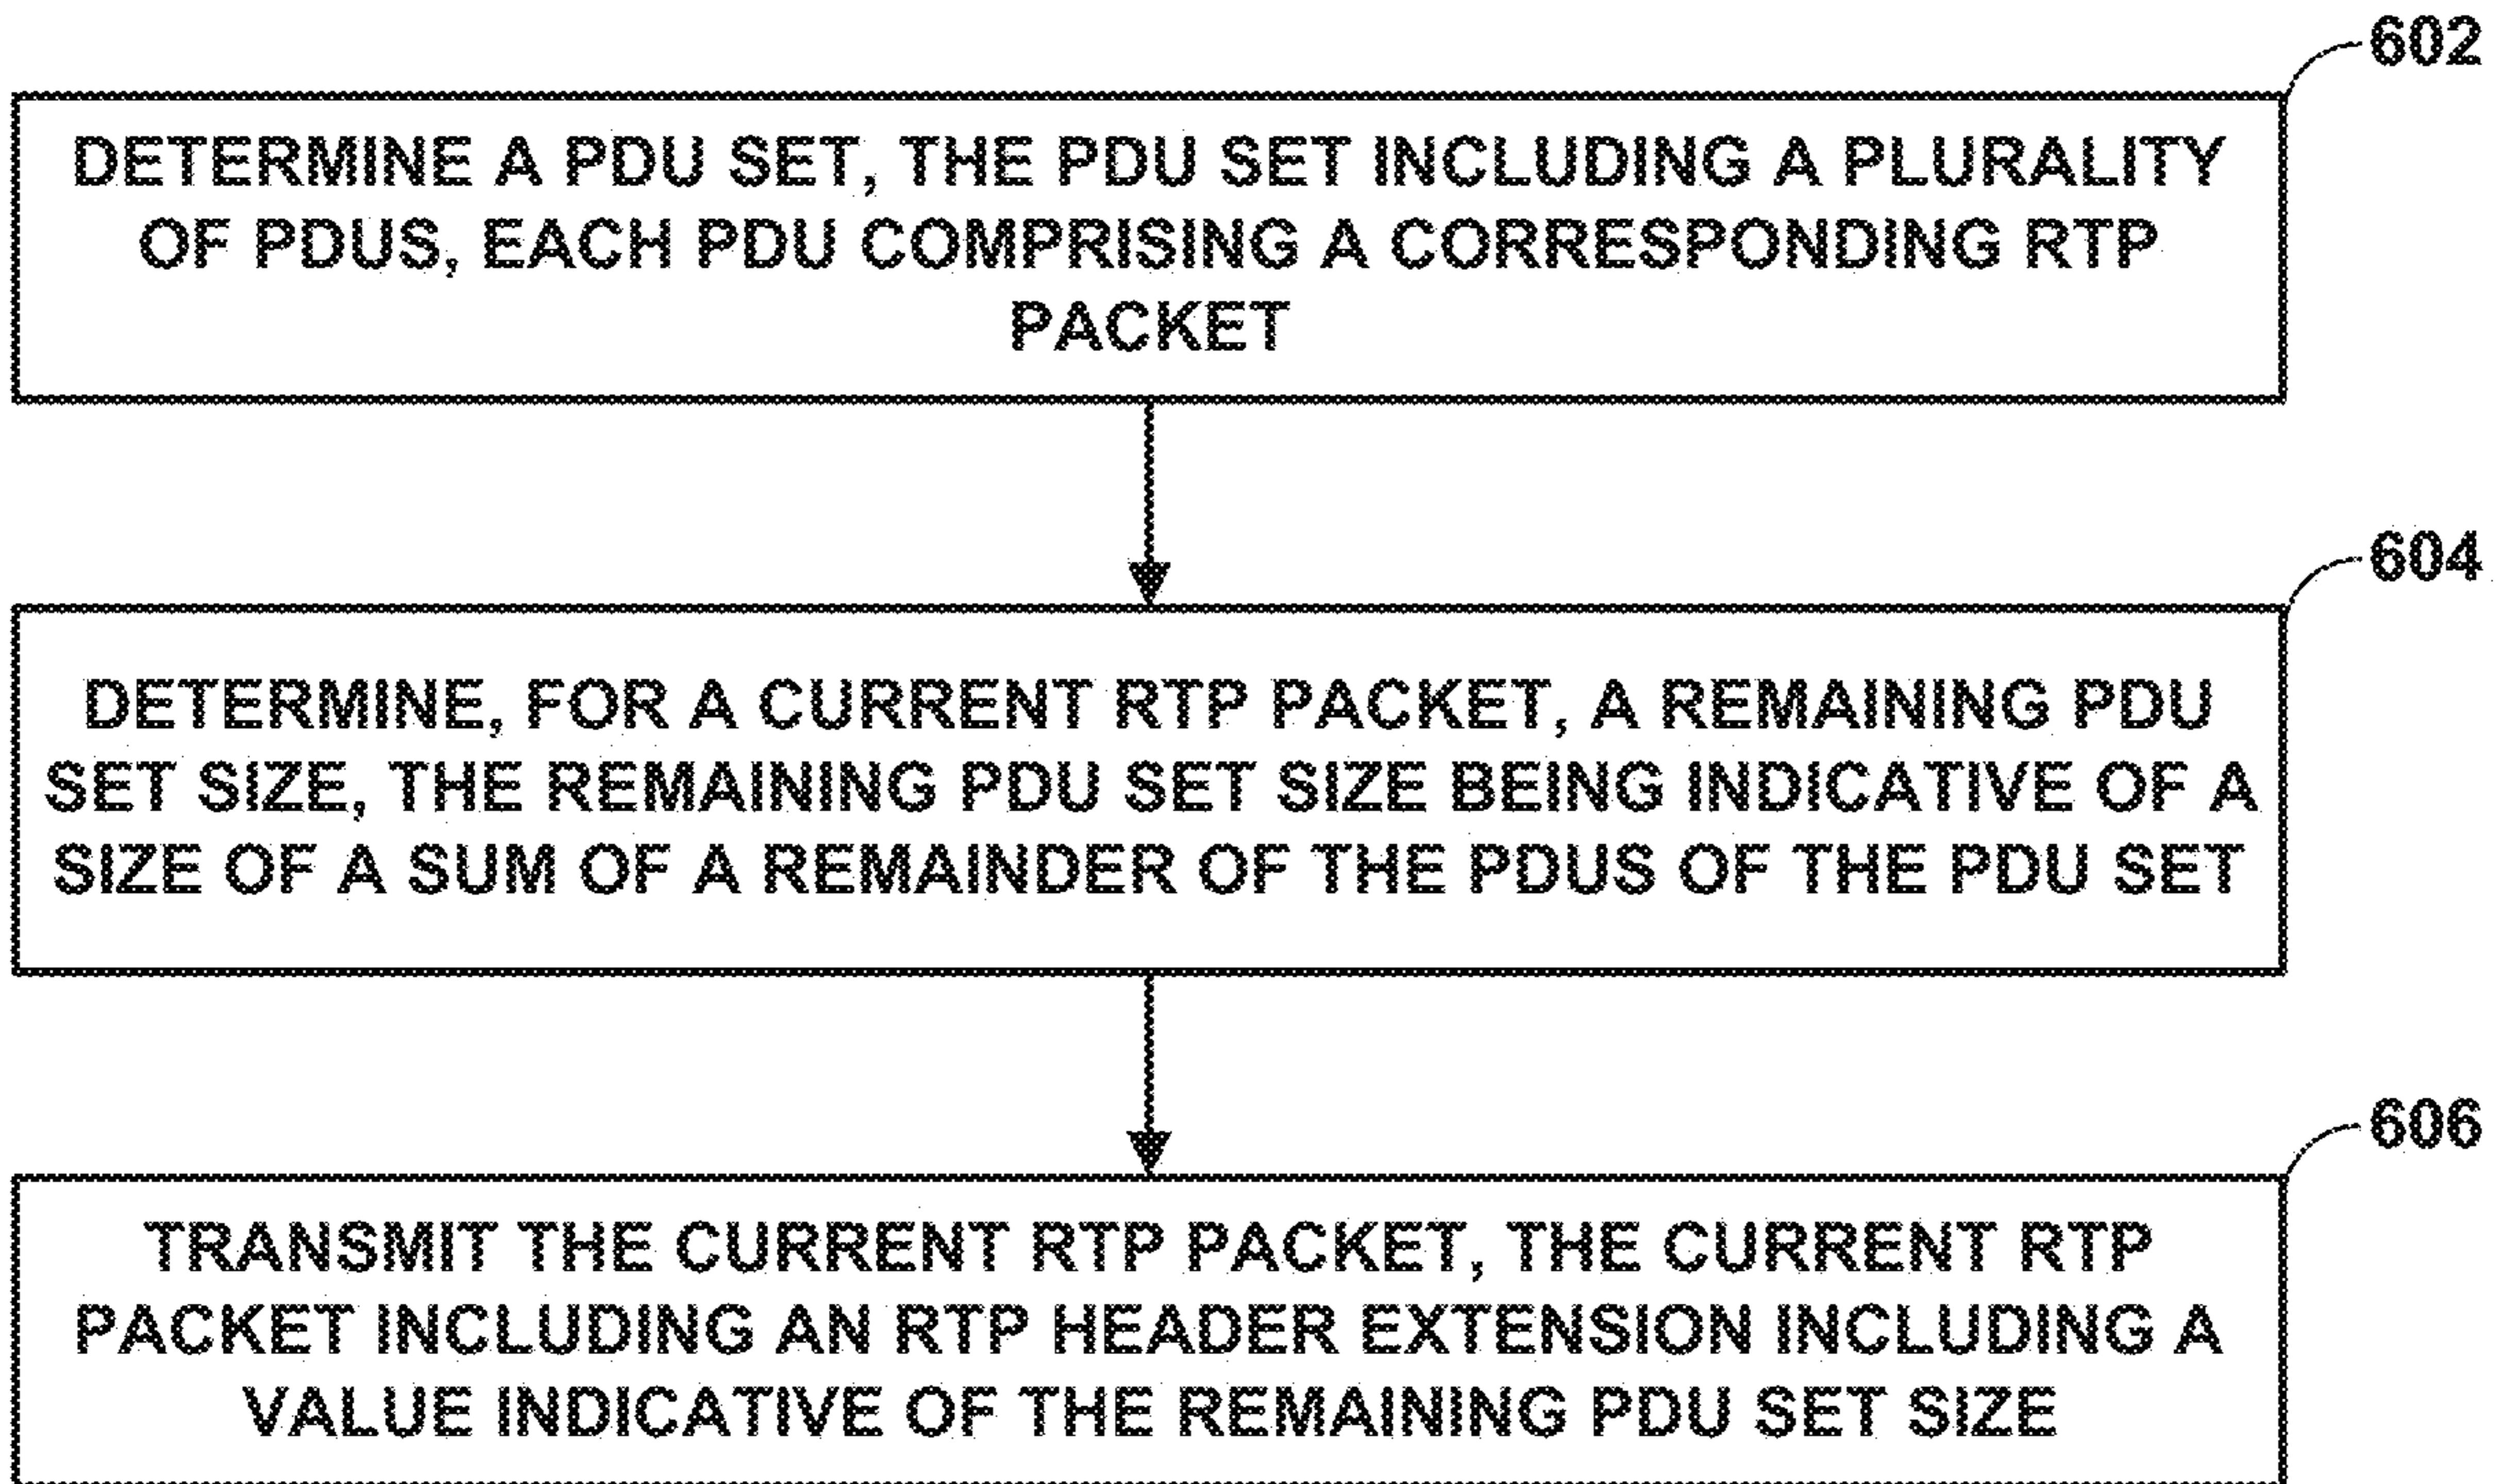 602
DETERMINE A PDU SET, THE PDU SET INCLUDING A PLURALITY
OF PDUS, EACH PDU COMPRISING A CORRESPONDING RTP
PACKET
604
DETERMINE, FOR A CURRENT RTP PACKET, A REMAINING PDU
SET SIZE, THE REMAINING PDU SET SIZE BEING INDICATIVE OF A
SIZE OF A SUM OF A REMAINDER OF THE PDUS OF THE PDU SET
606
TRANSMIT THE CURRENT RTP PACKET, THE CURRENT RTP
PACKET INCLUDING AN RTP HEADER EXTENSION INCLUDING A
VALUE INDICATIVE OF THE REMAINING PDU SET SIZE